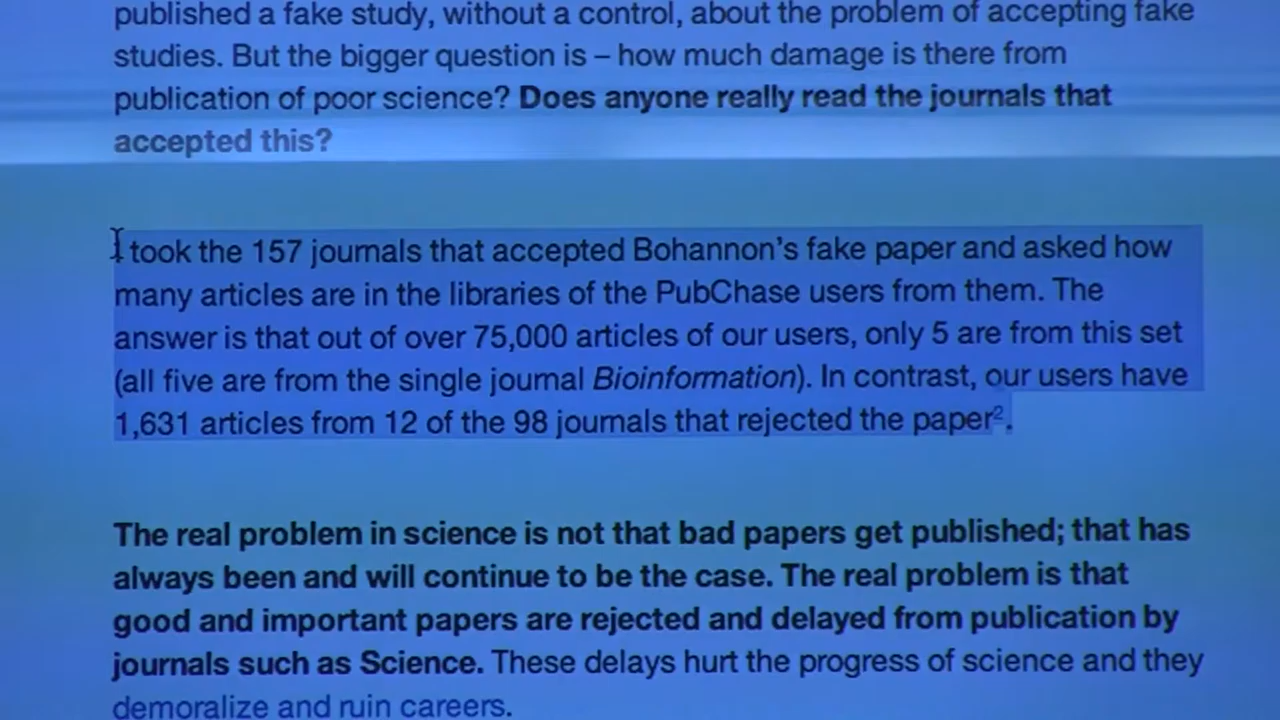 published a fake study, without a control, about the problem of accepting fake
studies. But the bigger question is – how much damage is there from
publication of poor science? Does anyone really read the journals that
accepted this?
I took the 157 journals that accepted Bohannon's fake paper and asked how
many articles are in the libraries of the PubChase users from them. The
answer is that out of over 75,000 articles of our users, only 5 are from this set
(all five are from the single journal Bioinformation). In contrast, our users have
1,631 articles from 12 of the 98 journals that rejected the paper².
The real problem in science is not that bad papers get published; that has
always been and will continue to be the case. The real problem is that
good and important papers are rejected and delayed from publication by
journals such as Science. These delays hurt the progress of science and they
demoralize and ruin careers.